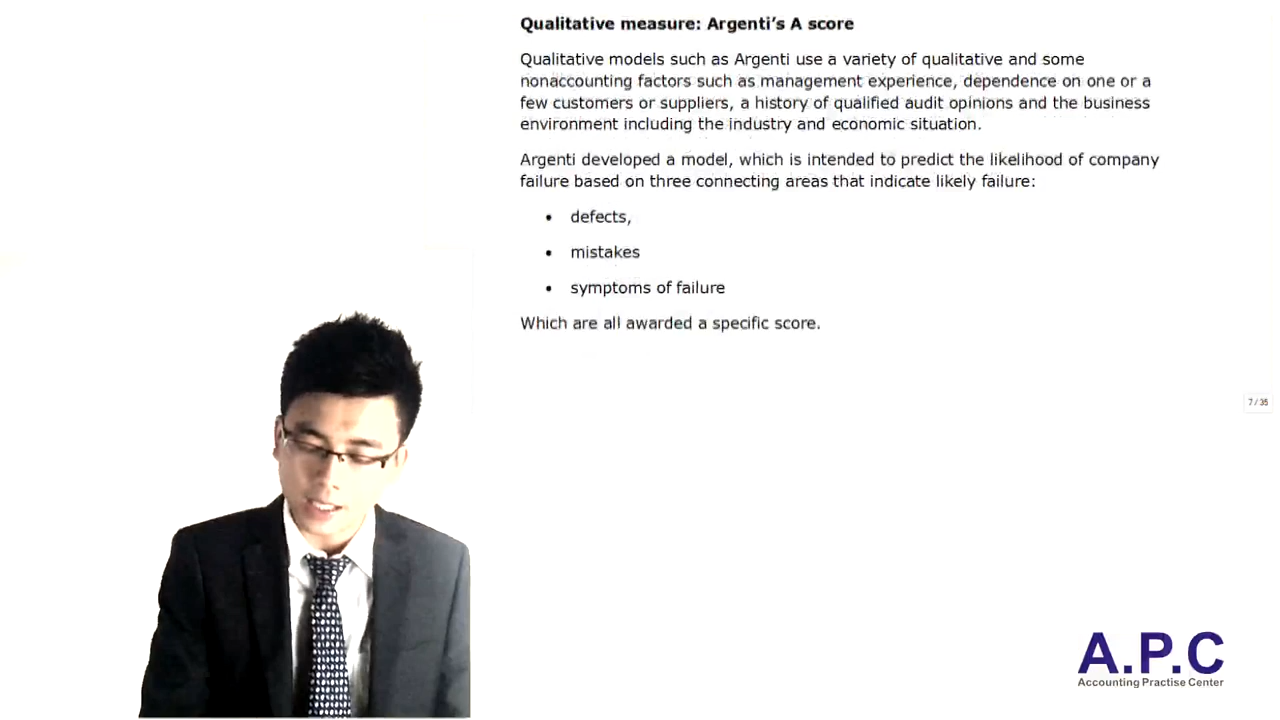 Qualitative measure: Argenti's A score
Qualitative models such as Argenti use a variety of qualitative and some
nonaccounting factors such as management experience, dependence on one or a
few customers or suppliers, a history of qualified audit opinions and the business
environment including the industry and economic situation.
Argenti developed a model, which is intended to predict the likelihood of company
failure based on three connecting areas that indicate likely failure:
• defects,
• mistakes
• symptoms of failure
Which are all awarded a specific score.
7 / 35
A.P.C
Accounting Practise Center